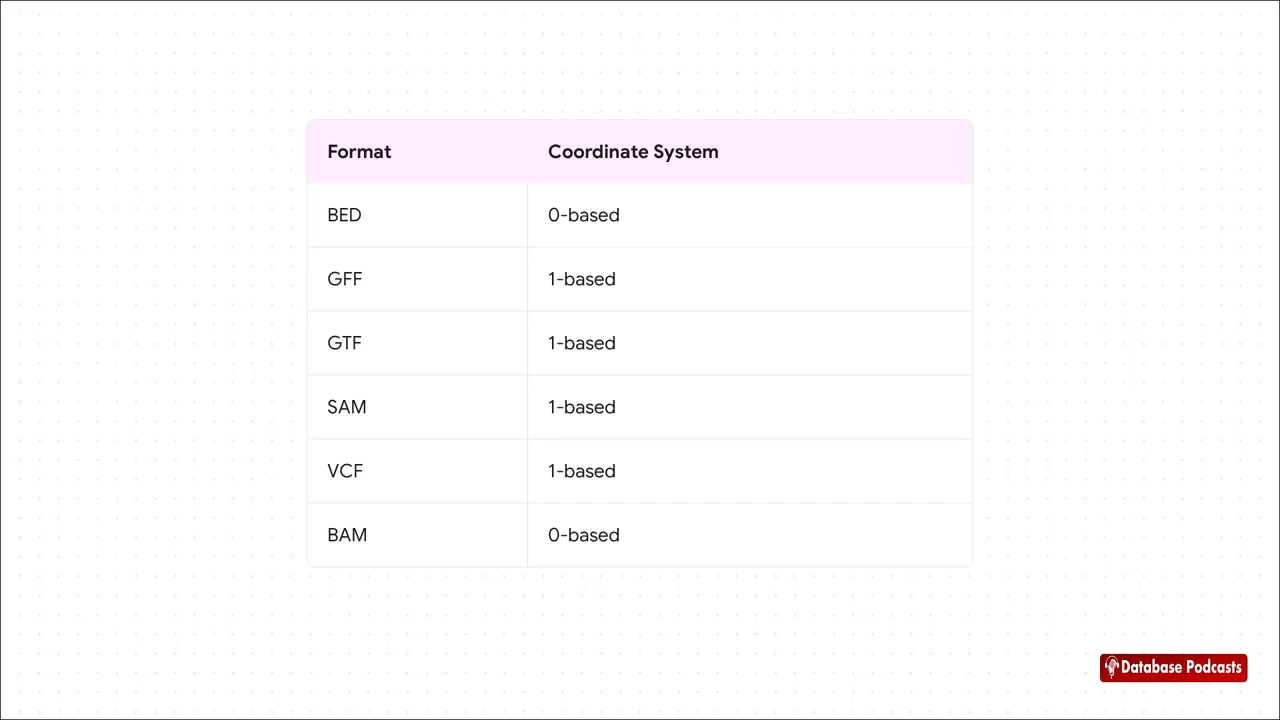 Format Coordinate System
BED 0-based
GFF 1-based
GTF 1-based
SAM 1-based
VCF 1-based
BAM 0-based
Database Podcasts